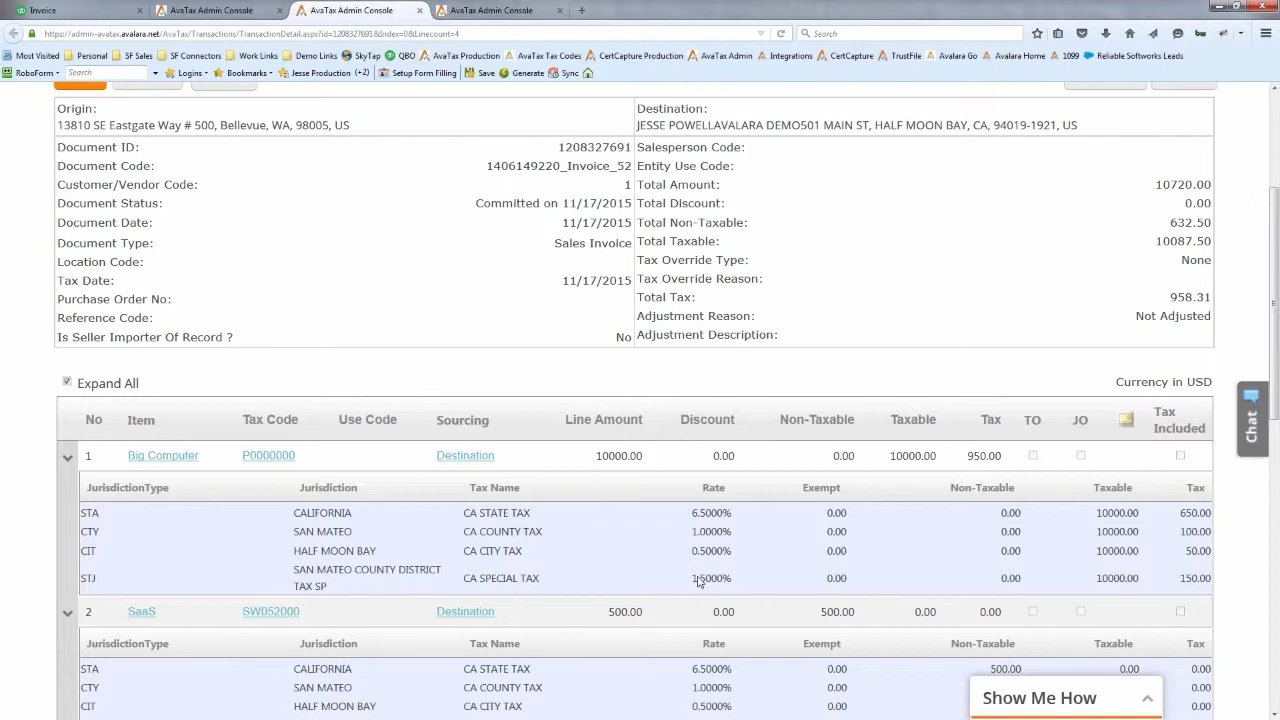 Invoice × AvaTax Admin Console × AvaTax Admin Console × AvaTax Admin Console × +
https://admin-avatax.avalara.net/AvaTax/Transactions/TransactionDetail.aspx?id=1208327691&Index=0&Linecount=4 Search
Most Visited Personal SF Sales SF Connectors Work Links Demo Links SkyTap QBO AvaTax Production AvaTax Tax Codes CertCapture Production AvaTax Admin Integrations CertCapture TrustFile Avalara Go Avalara Home 1099 Reliable Softworks Leads
RoboForm Search Logins Bookmarks Jesse Production (+2) Setup Form Filling Save Generate Sync
Origin: Destination:
13810 SE Eastgate Way # 500, Bellevue, WA, 98005, US JESSE POWELLAVALARA DEMO501 MAIN ST, HALF MOON BAY, CA, 94019-1921, US
Document ID: 1208327691 Salesperson Code:
Document Code: 1406149220_Invoice_52 Entity Use Code:
Customer/Vendor Code: 1 Total Amount: 10720.00
Document Status: Committed on 11/17/2015 Total Discount: 0.00
Document Date: 11/17/2015 Total Non-Taxable: 632.50
Document Type: Sales Invoice Total Taxable: 10087.50
Location Code: Tax Override Type: None
Tax Date: 11/17/2015 Tax Override Reason:
Purchase Order No: Total Tax: 958.31
Reference Code: Adjustment Reason: Not Adjusted
Is Seller Importer Of Record ? No Adjustment Description:
Expand All Currency in USD
No Item Tax Code Use Code Sourcing Line Amount Discount Non-Taxable Taxable Tax TO JO Tax
Included
1 Big Computer P0000000 Destination 10000.00 0.00 0.00 10000.00 950.00
JurisdictionType Jurisdiction Tax Name Rate Exempt Non-Taxable Taxable Tax
STA CALIFORNIA CA STATE TAX 6.5000% 0.00 0.00 10000.00 650.00
CTY SAN MATEO CA COUNTY TAX 1.0000% 0.00 0.00 10000.00 100.00
CIT HALF MOON BAY CA CITY TAX 0.5000% 0.00 0.00 10000.00 50.00
STJ SAN MATEO COUNTY DISTRICT
TAX SP CA SPECIAL TAX 1.5000% 0.00 0.00 10000.00 150.00
2 SaaS SW052000 Destination 500.00 0.00 500.00 0.00 0.00
JurisdictionType Jurisdiction Tax Name Rate Exempt Non-Taxable Taxable Tax
STA CALIFORNIA CA STATE TAX 6.5000% 0.00 500.00 0.00 0.00
CTY SAN MATEO CA COUNTY TAX 1.0000% 0.00 0.00
CIT HALF MOON BAY CA CITY TAX 0.5000% 0.00 0.00
Chat
Show Me How